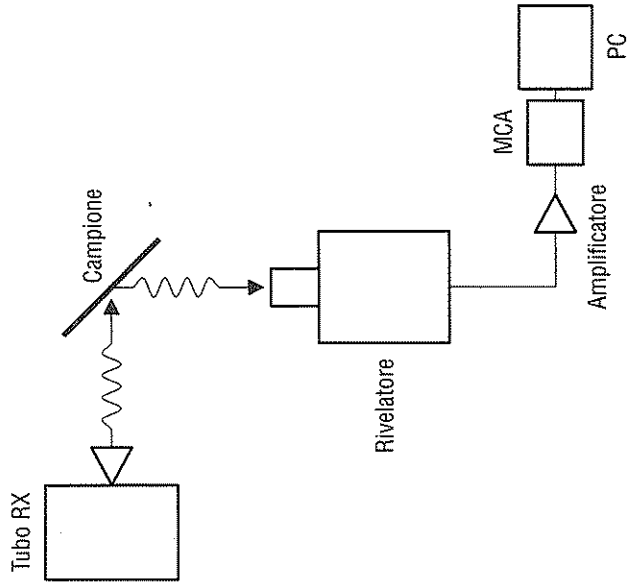 Tubo RX
Campione
Rivelatore
Amplificatore
MCA
PC